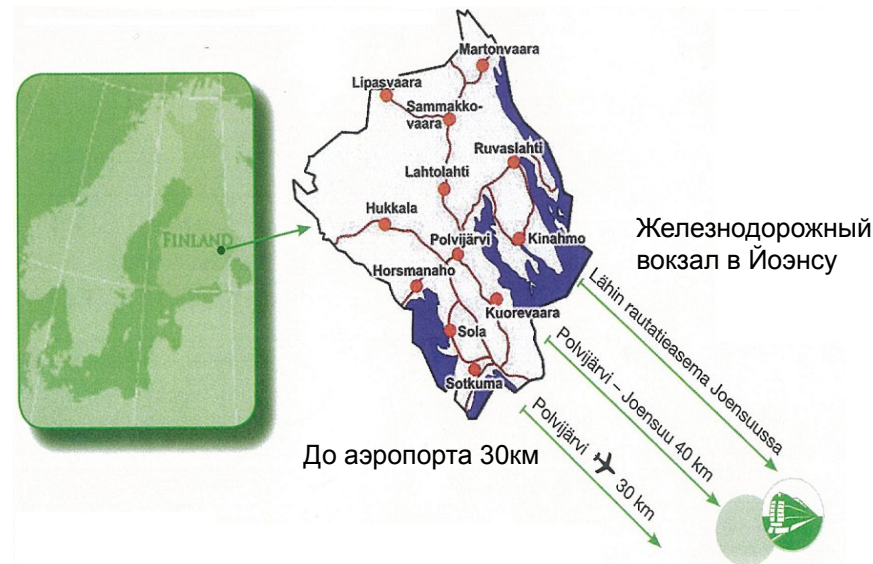 Martonvaara
Lipasvaara
Sammakko-
vaara
Ruvaslahti
Lahtolahti
Hukkala
FINLAND
Polvijärvi
Kinahmo
Железнодорожный
вокзал в Йоэнсу
Horsmanaho
Kuorevaara
Sola
Sotkuma
Lähin rautatieasema Joensuussa
Polvijärvi – Joensuu 40 km
Polvijärvi 30 km
До аэропорта 30км